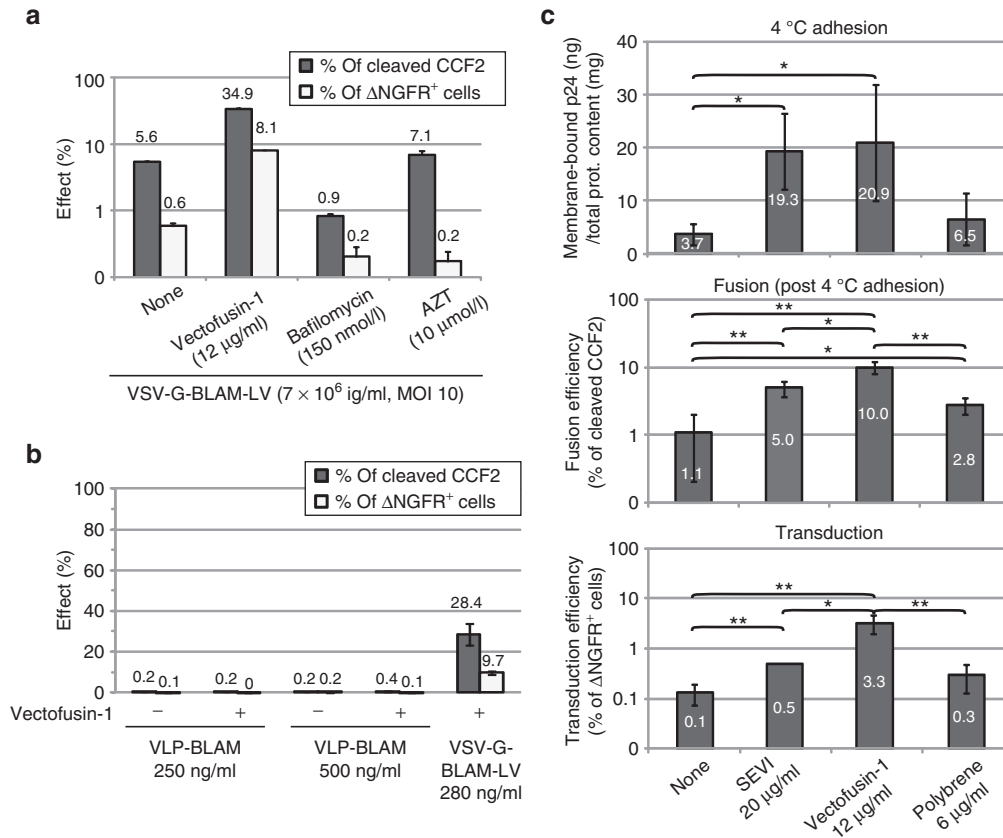 a
% Of cleaved CCF2
% Of ΔNGFR+ cells
Effect (%)
100
10
1
0
5.6
0.6
34.9
8.1
0.9
0.2
7.1
0.2
None
Vectofusin-1
(12 µg/ml)
Bafilomycin
(150 nmol/l)
AZT
(10 µmol/l)
VSV-G-BLAM-LV (7 × 10⁶ ig/ml, MOI 10)
b
% Of cleaved CCF2
% Of ΔNGFR+ cells
Effect (%)
100
80
60
40
20
0
0.2 0.1
0.2 0
0.2 0.2
0.4 0.1
28.4
9.7
Vectofusin-1 − + − + +
VLP-BLAM
250 ng/ml
VLP-BLAM
500 ng/ml
VSV-G-
BLAM-LV
280 ng/ml
c
4 °C adhesion
Membrane-bound p24 (ng)
/total prot. content (mg)
40
30
20
10
0
*
*
3.7
19.3
20.9
6.5
Fusion (post 4 °C adhesion)
Fusion efficiency
(% of cleaved CCF2)
100
10
1
0
**
** *
**
*
1.1
5.0
10.0
2.8
Transduction
Transduction efficiency
(% of ΔNGFR+ cells)
100
10
1
0.1
0
**
** * **
0.1
0.5
3.3
0.3
None
SEVI
20 µg/ml
Vectofusin-1
12 µg/ml
Polybrene
6 µg/ml